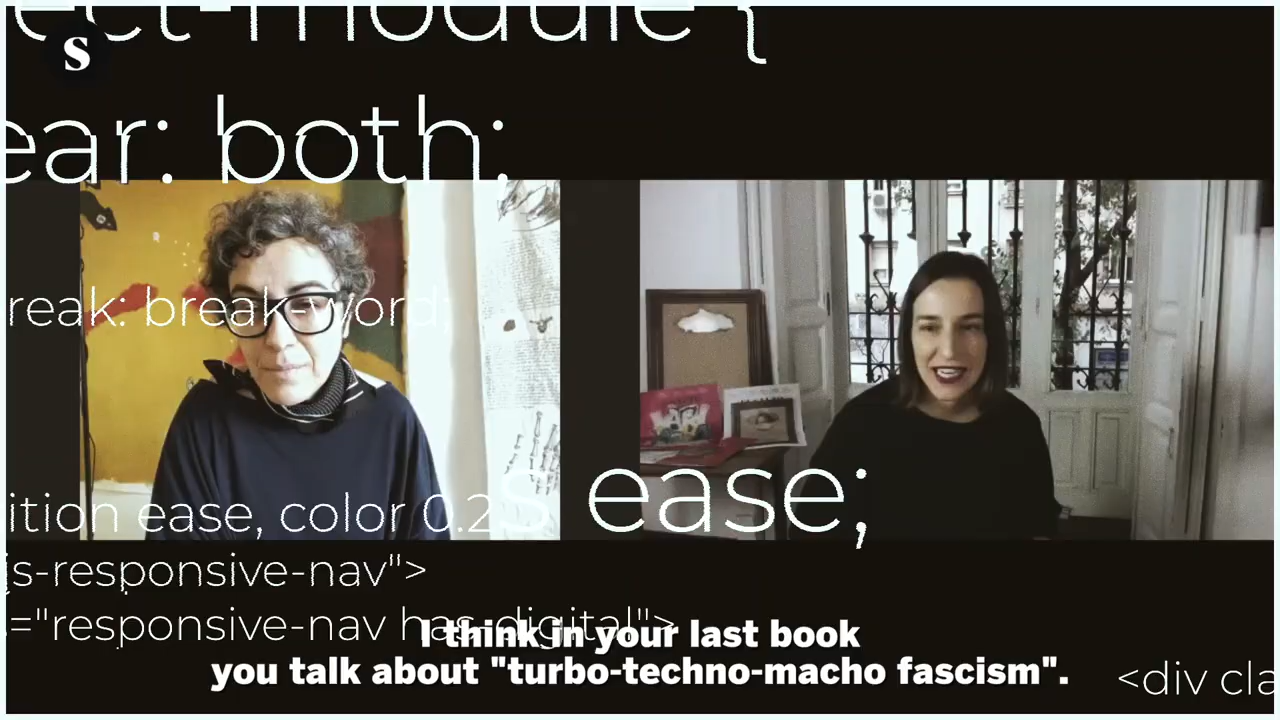 ect-module {
S
ear: both;
reak: break-word;
s ease;
ition ease, color 0.2
js-responsive-nav">
="responsive-nav has-digital">
I think in your last book
you talk about "turbo-techno-macho fascism".
<div cla